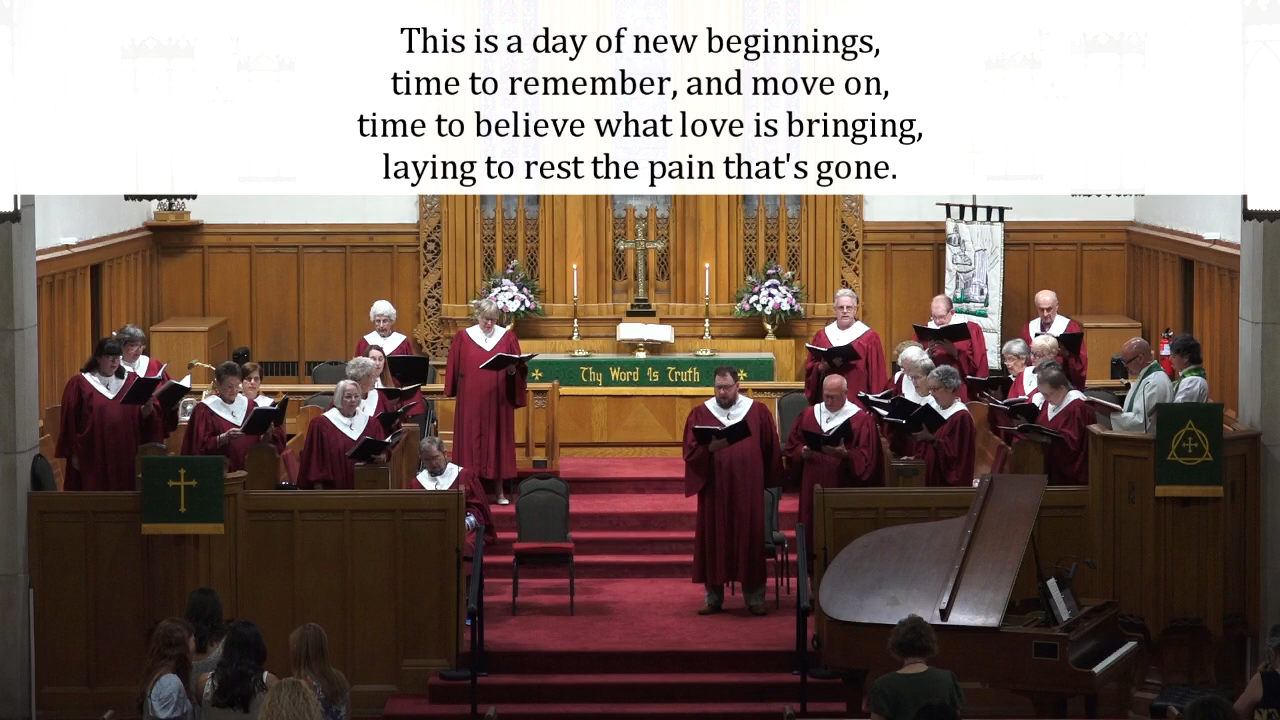 This is a day of new beginnings,
time to remember, and move on,
time to believe what love is bringing,
laying to rest the pain that's gone.
Thy Word Is Truth